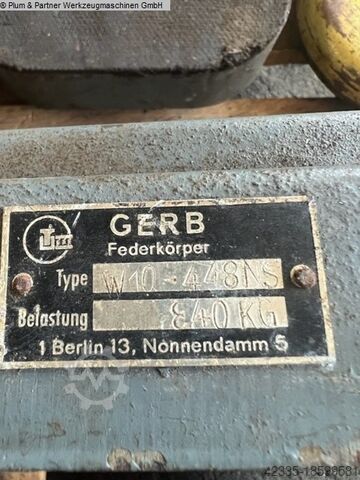 © Plum & Partner Werkzeugmaschinen GmbH
GERB
Federkörper
Type W10-448NS
Belastung 840 KG
1 Berlin 13, Nonnendamm 5